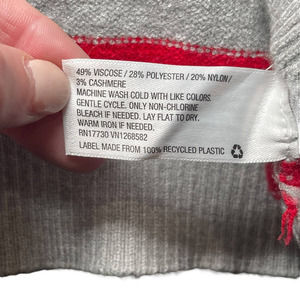 49% VISCOSE / 28% POLYESTER / 20% NYLON /
3% CASHMERE
MACHINE WASH COLD WITH LIKE COLORS.
GENTLE CYCLE. ONLY NON-CHLORINE
BLEACH IF NEEDED. LAY FLAT TO DRY.
WARM IRON IF NEEDED.
RN17730 VN1268582
LABEL MADE FROM 100% RECYCLED PLASTIC